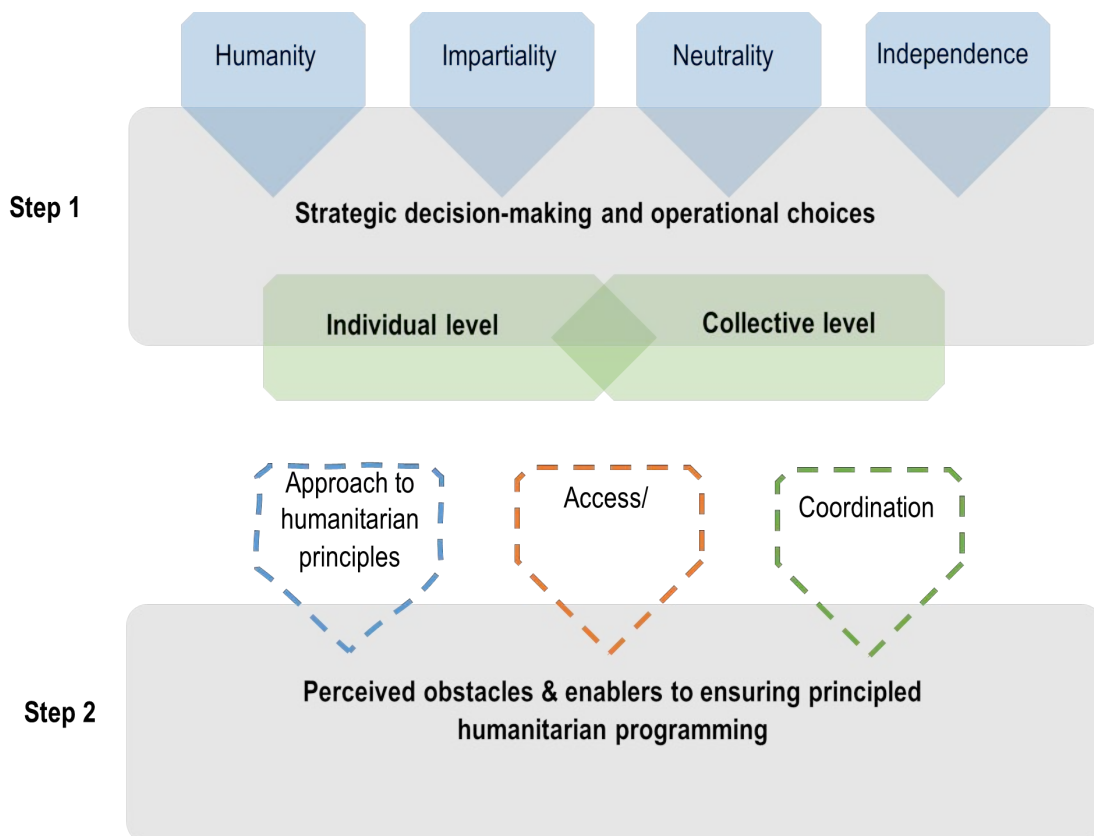 Humanity
Impartiality
Neutrality
Independence
Step 1
Strategic decision-making and operational choices
Individual level
Collective level
Approach to
humanitarian
principles
Access/
Coordination
Step 2
Perceived obstacles & enablers to ensuring principled
humanitarian programming